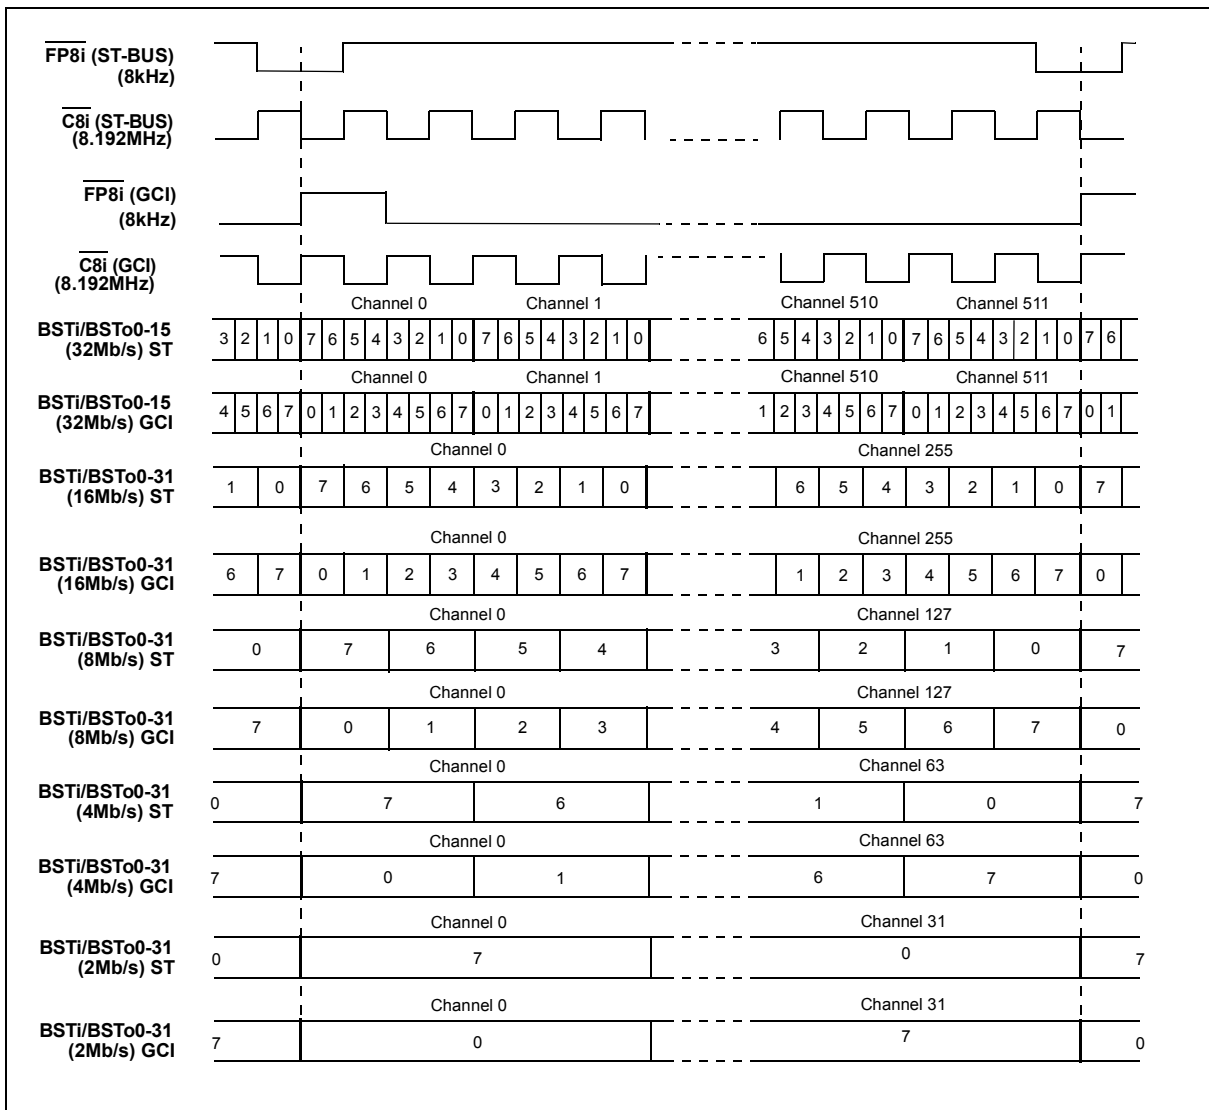 FP8i (ST-BUS)
(8kHz)
C8i (ST-BUS)
(8.192MHz)
FP8i (GCI)
(8kHz)
C8i (GCI)
(8.192MHz)
Channel 0 Channel 1 Channel 510 Channel 511
BSTi/BSTo0-15
(32Mb/s) ST
3 2 1 0 7 6 5 4 3 2 1 0 7 6 5 4 3 2 1 0 6 5 4 3 2 1 0 7 6 5 4 3 2 1 0 7 6
Channel 0 Channel 1 Channel 510 Channel 511
BSTi/BSTo0-15
(32Mb/s) GCI
4 5 6 7 0 1 2 3 4 5 6 7 0 1 2 3 4 5 6 7 1 2 3 4 5 6 7 0 1 2 3 4 5 6 7 0 1
Channel 0 Channel 255
BSTi/BSTo0-31
(16Mb/s) ST
1 0 7 6 5 4 3 2 1 0 6 5 4 3 2 1 0 7
Channel 0 Channel 255
BSTi/BSTo0-31
(16Mb/s) GCI
6 7 0 1 2 3 4 5 6 7 1 2 3 4 5 6 7 0
Channel 0 Channel 127
BSTi/BSTo0-31
(8Mb/s) ST
0 7 6 5 4 3 2 1 0 7
Channel 0 Channel 127
BSTi/BSTo0-31
(8Mb/s) GCI
7 0 1 2 3 4 5 6 7 0
Channel 0 Channel 63
BSTi/BSTo0-31
(4Mb/s) ST
0 7 6 1 0 7
Channel 0 Channel 63
BSTi/BSTo0-31
(4Mb/s) GCI
7 0 1 6 7 0
Channel 0 Channel 31
BSTi/BSTo0-31
(2Mb/s) ST
0 7 0 7
Channel 0 Channel 31
BSTi/BSTo0-31
(2Mb/s) GCI
7 0 7 0